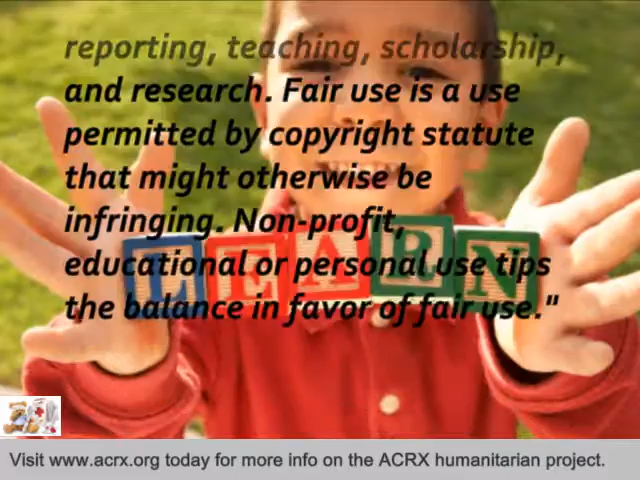 reporting, teaching, scholarship,
and research. Fair use is a use
permitted by copyright statute
that might otherwise be
infringing. Non-profit,
educational or personal use tips
the balance in favor of fair use."
LEARN
Visit www.acrx.org today for more info on the ACRX humanitarian project.